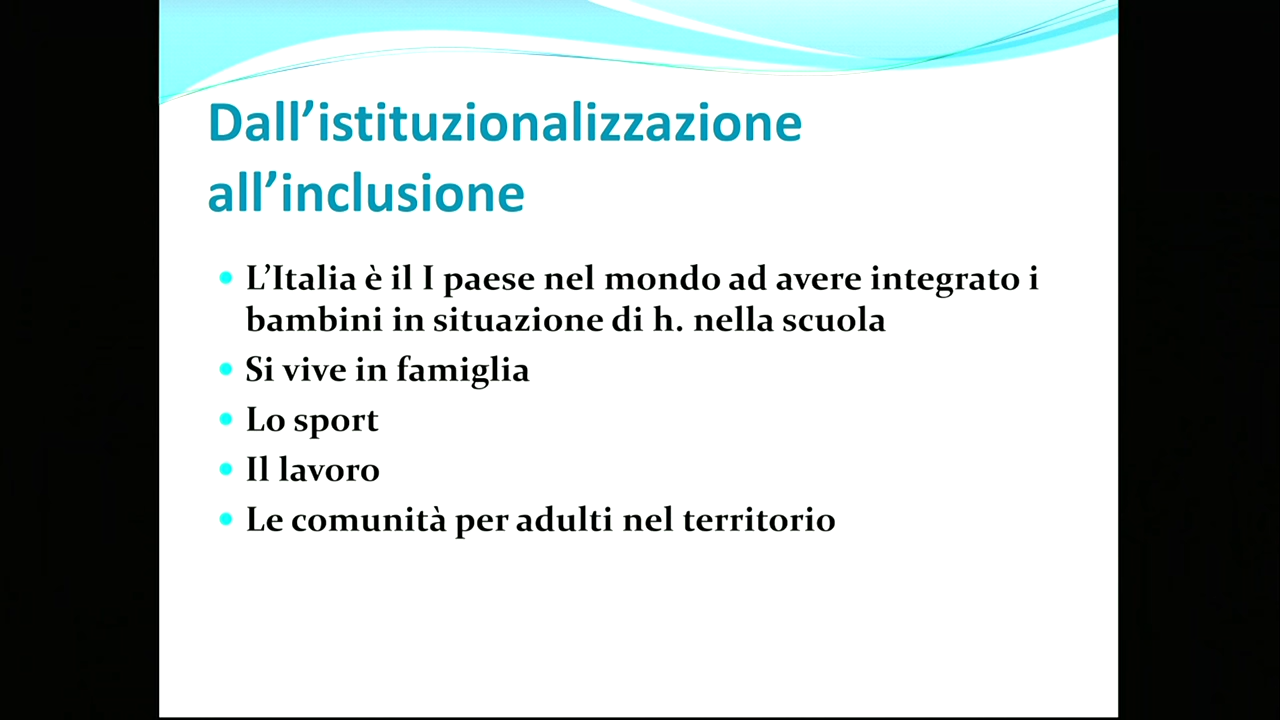 Dall’istituzionalizzazione
all’inclusione
L’Italia è il I paese nel mondo ad avere integrato i
bambini in situazione di h. nella scuola
Si vive in famiglia
Lo sport
Il lavoro
Le comunità per adulti nel territorio